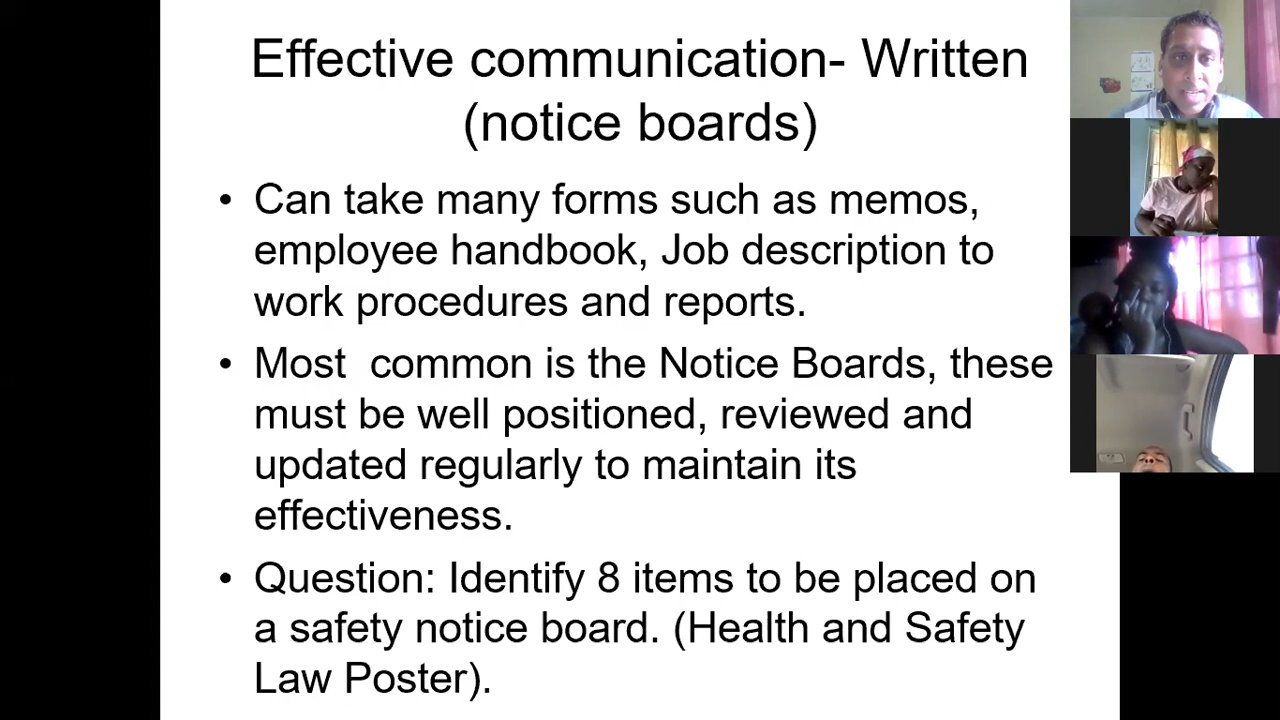 Effective communication- Written
(notice boards)
• Can take many forms such as memos,
employee handbook, Job description to
work procedures and reports.
• Most  common is the Notice Boards, these
must be well positioned, reviewed and
updated regularly to maintain its
effectiveness.
• Question: Identify 8 items to be placed on
a safety notice board. (Health and Safety
Law Poster).